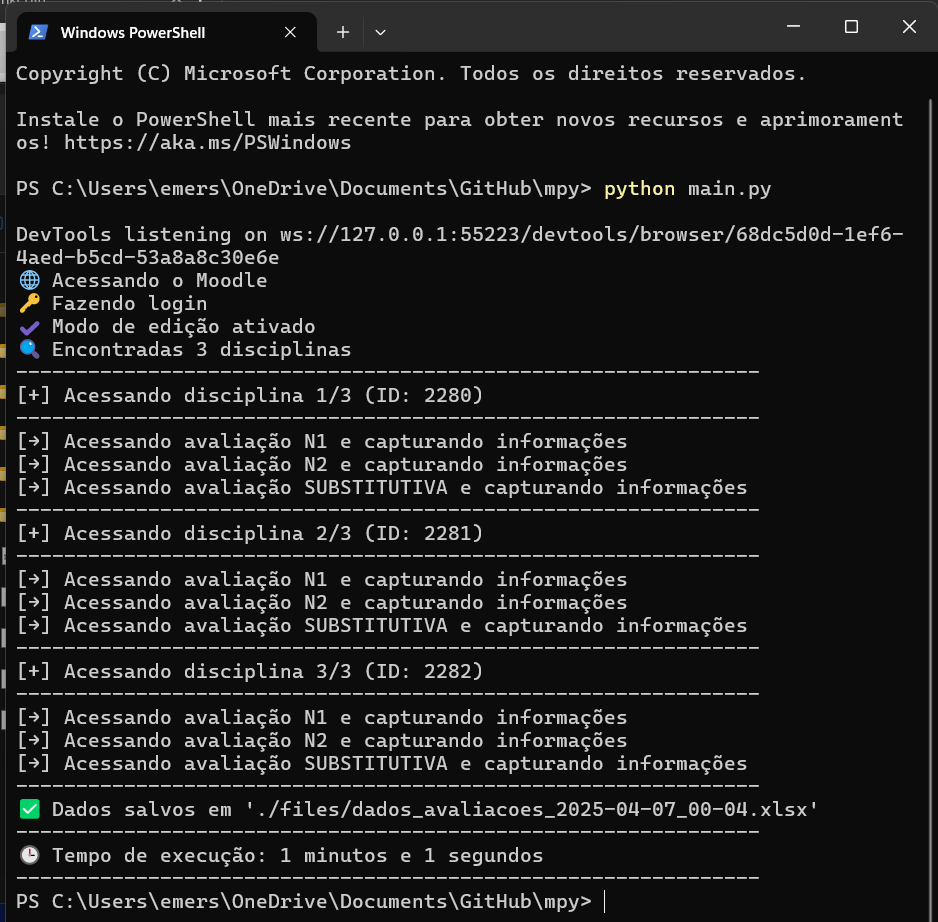 Windows PowerShell
Copyright (C) Microsoft Corporation. Todos os direitos reservados.
Instale o PowerShell mais recente para obter novos recursos e aprimorament
os! https://aka.ms/PSWindows
PS C:\Users\emers\OneDrive\Documents\GitHub\mpy> python main.py
DevTools listening on ws://127.0.0.1:55223/devtools/browser/68dc5d0d-1ef6-
4aed-b5cd-53a8a8c30e6e
🌐 Acessando o Moodle
🔑 Fazendo login
✔ Modo de edição ativado
🔍 Encontradas 3 disciplinas
--------------------------------------------------------------
[+] Acessando disciplina 1/3 (ID: 2280)
--------------------------------------------------------------
[→] Acessando avaliação N1 e capturando informações
[→] Acessando avaliação N2 e capturando informações
[→] Acessando avaliação SUBSTITUTIVA e capturando informações
--------------------------------------------------------------
[+] Acessando disciplina 2/3 (ID: 2281)
--------------------------------------------------------------
[→] Acessando avaliação N1 e capturando informações
[→] Acessando avaliação N2 e capturando informações
[→] Acessando avaliação SUBSTITUTIVA e capturando informações
--------------------------------------------------------------
[+] Acessando disciplina 3/3 (ID: 2282)
--------------------------------------------------------------
[→] Acessando avaliação N1 e capturando informações
[→] Acessando avaliação N2 e capturando informações
[→] Acessando avaliação SUBSTITUTIVA e capturando informações
--------------------------------------------------------------
✅ Dados salvos em './files/dados_avaliacoes_2025-04-07_00-04.xlsx'
--------------------------------------------------------------
🕒 Tempo de execução: 1 minutos e 1 segundos
--------------------------------------------------------------
PS C:\Users\emers\OneDrive\Documents\GitHub\mpy>